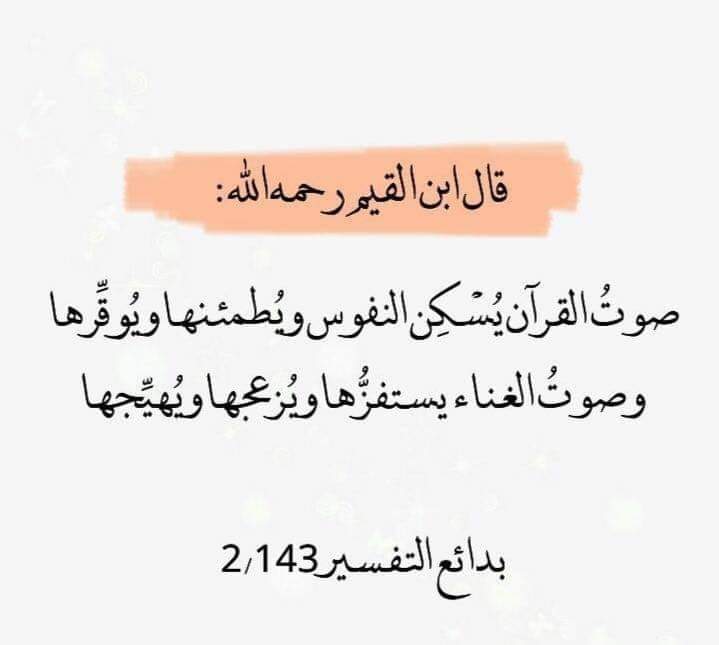 قال ابن القيم رحمه الله:
صوتُ القرآن يُسْكِن النفوس ويُطمئنها ويُوقِّرها
وصوتُ الغناء يستفزُّها ويُزعجها ويُهيِّجها
بدائع التفسير 2/143